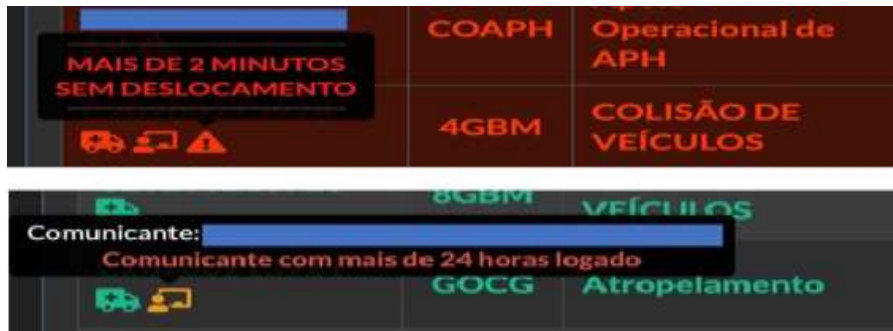 COAPH
Operacional de
APH
MAIS DE 2 MINUTOS
SEM DESLOCAMENTO
4GBM
COLISÃO DE
VEÍCULOS
8GBM
VEÍCULOS
Comunicante:
Comunicante com mais de 24 horas logado
GOCG
Atropelamento